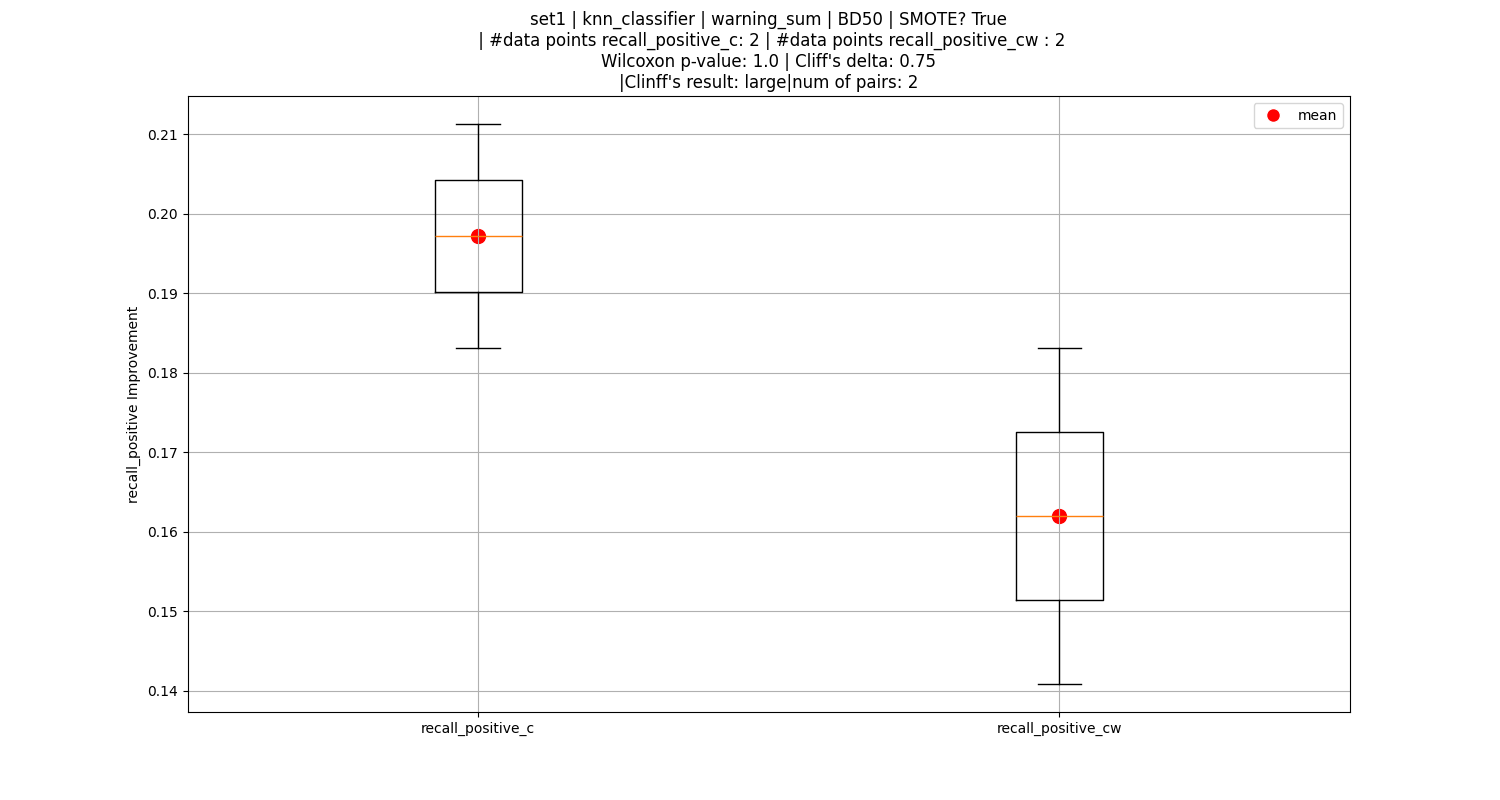 set1 | knn_classifier | warning_sum | BD50 | SMOTE? True
| #data points recall_positive_c: 2 | #data points recall_positive_cw : 2
Wilcoxon p-value: 1.0 | Cliff's delta: 0.75
|Clinff's result: large|num of pairs: 2
mean
0.21
0.20
0.19
0.18
0.17
0.16
0.15
0.14
recall_positive Improvement
recall_positive_c
recall_positive_cw